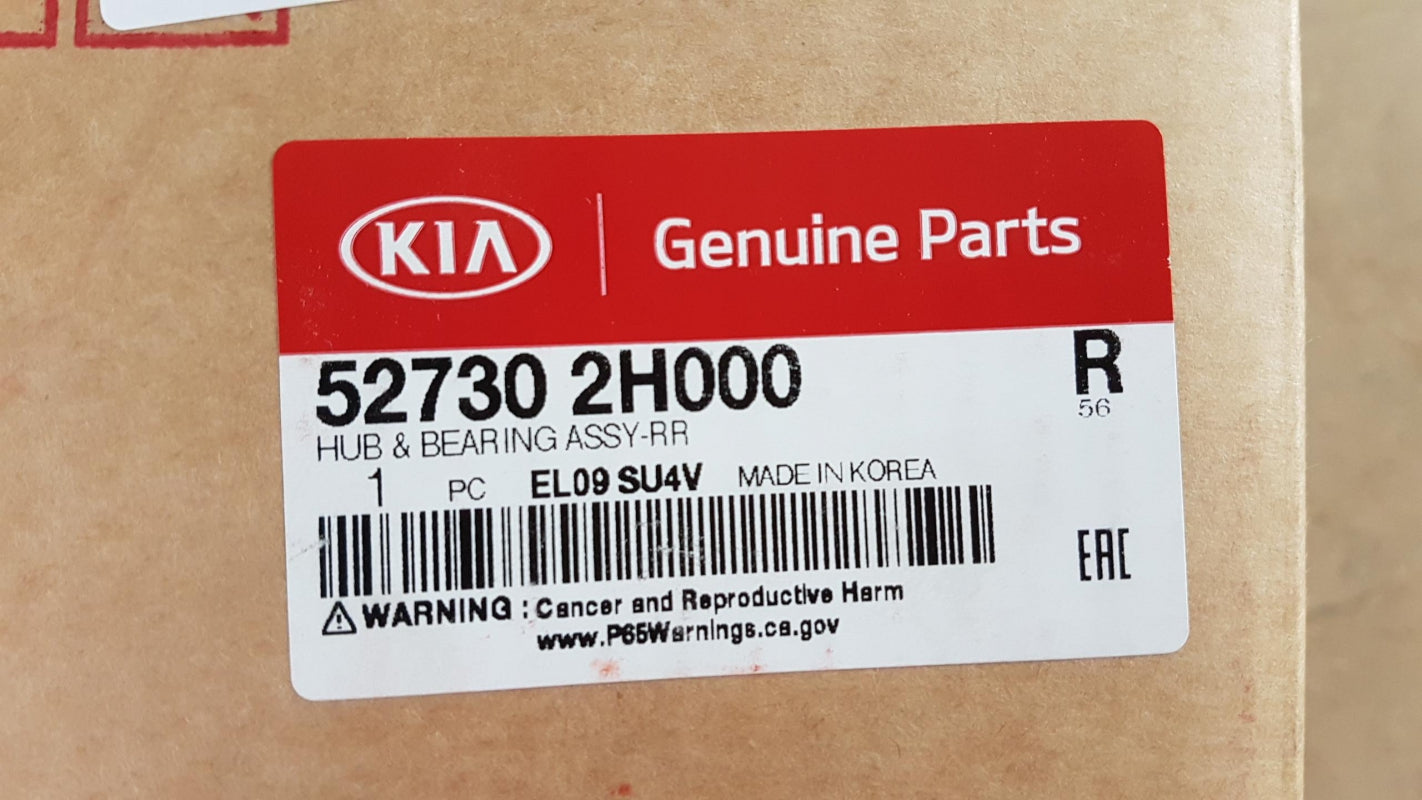 KIA Genuine Parts
52730 2H000 R
56
HUB & BEARING ASSY-RR
1 PC EL09 SU4V MADE IN KOREA
EAC
WARNING : Cancer and Reproductive Harm
www.P65Warnings.ca.gov